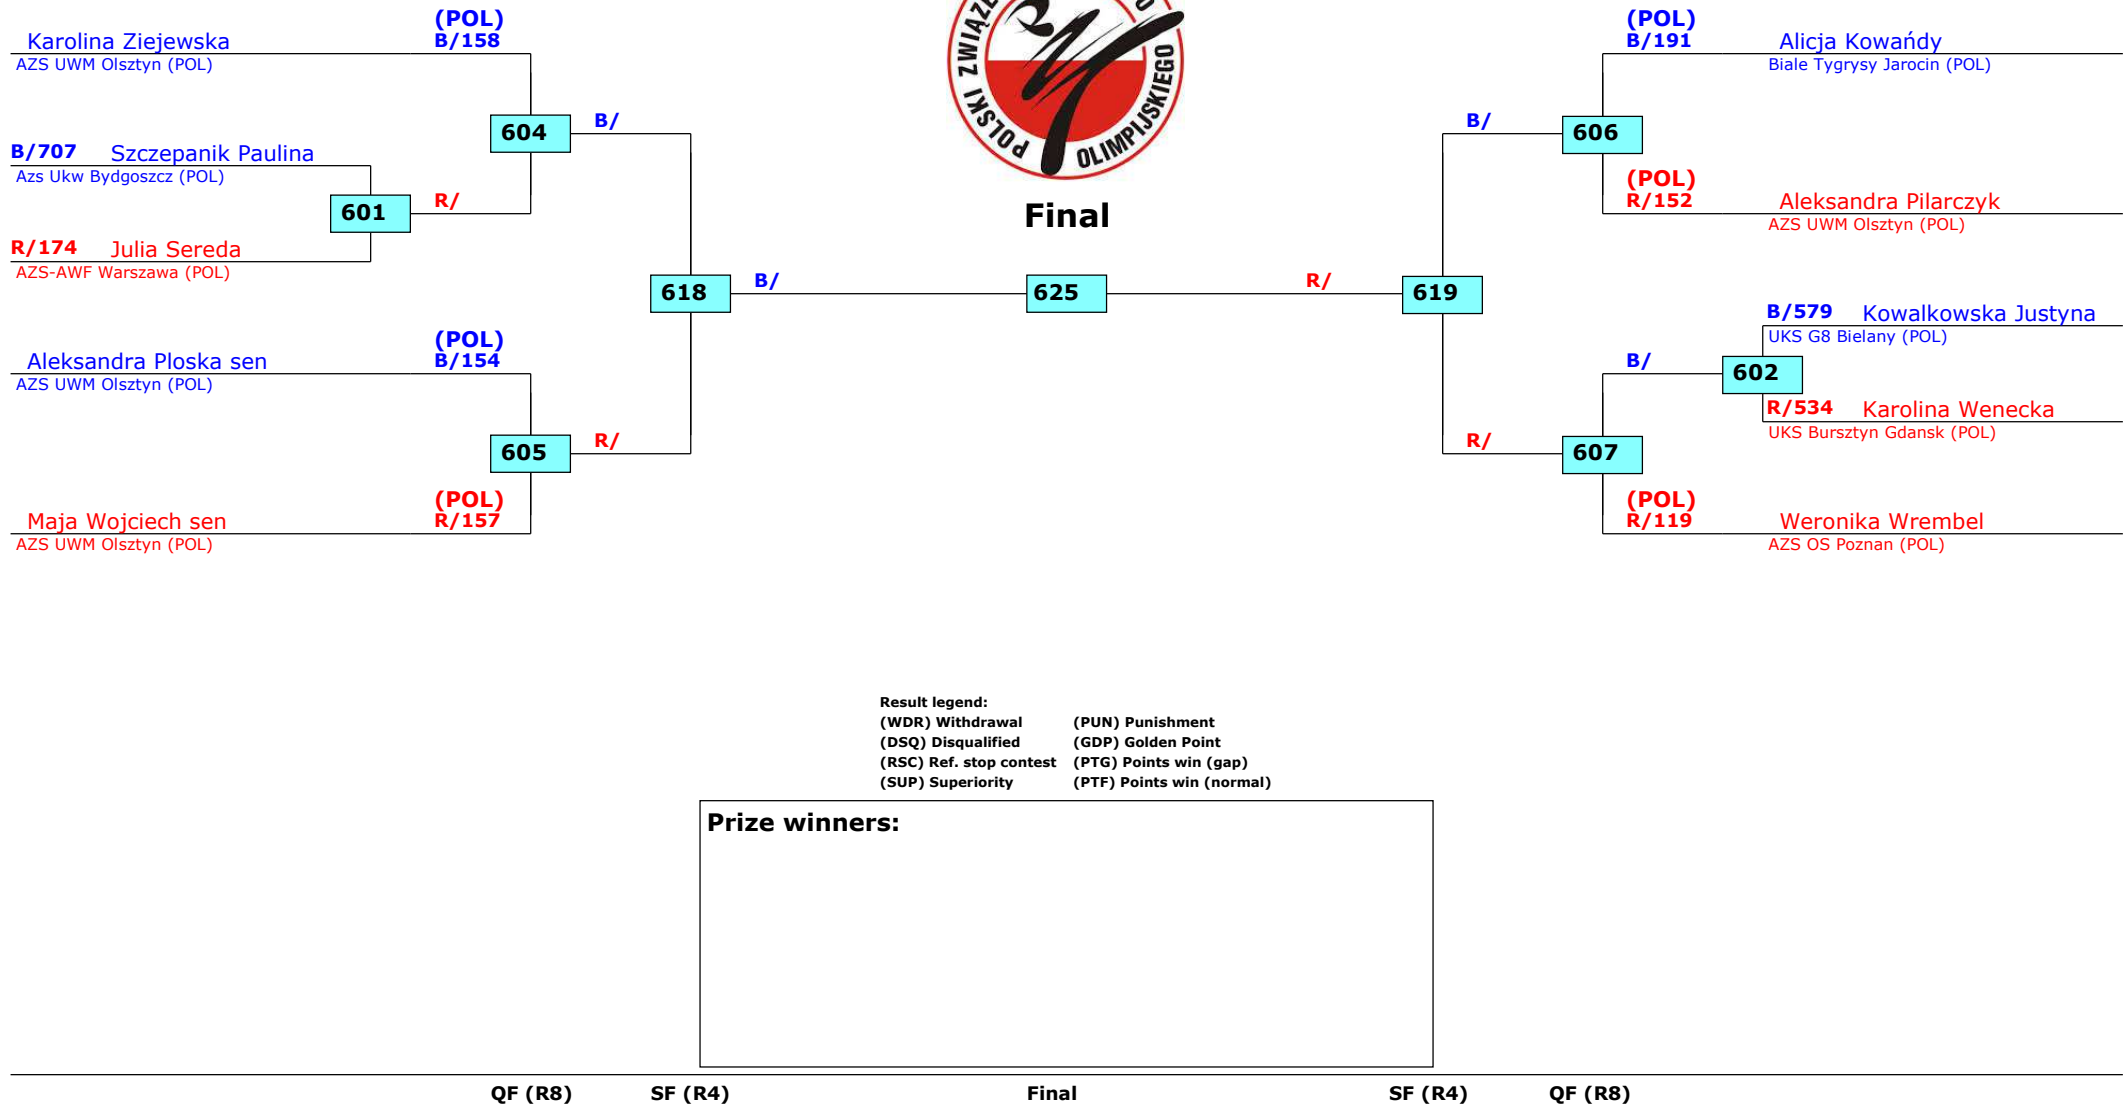 (POL)
Karolina Ziejewska B/158
AZS UWM Olsztyn (POL)
604 B/
B/707 Szczepanik Paulina
Azs Ukw Bydgoszcz (POL)
601 R/
R/174 Julia Sereda
AZS-AWF Warszawa (POL)
618 B/
(POL)
Aleksandra Ploska sen B/154
AZS UWM Olsztyn (POL)
605 R/
(POL)
Maja Wojciech sen R/157
AZS UWM Olsztyn (POL)
POLSKI ZWIĄZE
OLIMPIJSKIEGO
Final
625
(POL)
B/191 Alicja Kowańdy
Biale Tygrysy Jarocin (POL)
B/ 606
(POL)
R/152 Aleksandra Pilarczyk
AZS UWM Olsztyn (POL)
R/ 619
B/579 Kowalkowska Justyna
UKS G8 Bielany (POL)
B/ 602
R/534 Karolina Wenecka
UKS Bursztyn Gdansk (POL)
R/ 607
(POL)
R/119 Weronika Wrembel
AZS OS Poznan (POL)
Result legend:
(WDR) Withdrawal (PUN) Punishment
(DSQ) Disqualified (GDP) Golden Point
(RSC) Ref. stop contest (PTG) Points win (gap)
(SUP) Superiority (PTF) Points win (normal)
Prize winners:
QF (R8) SF (R4) Final SF (R4) QF (R8)